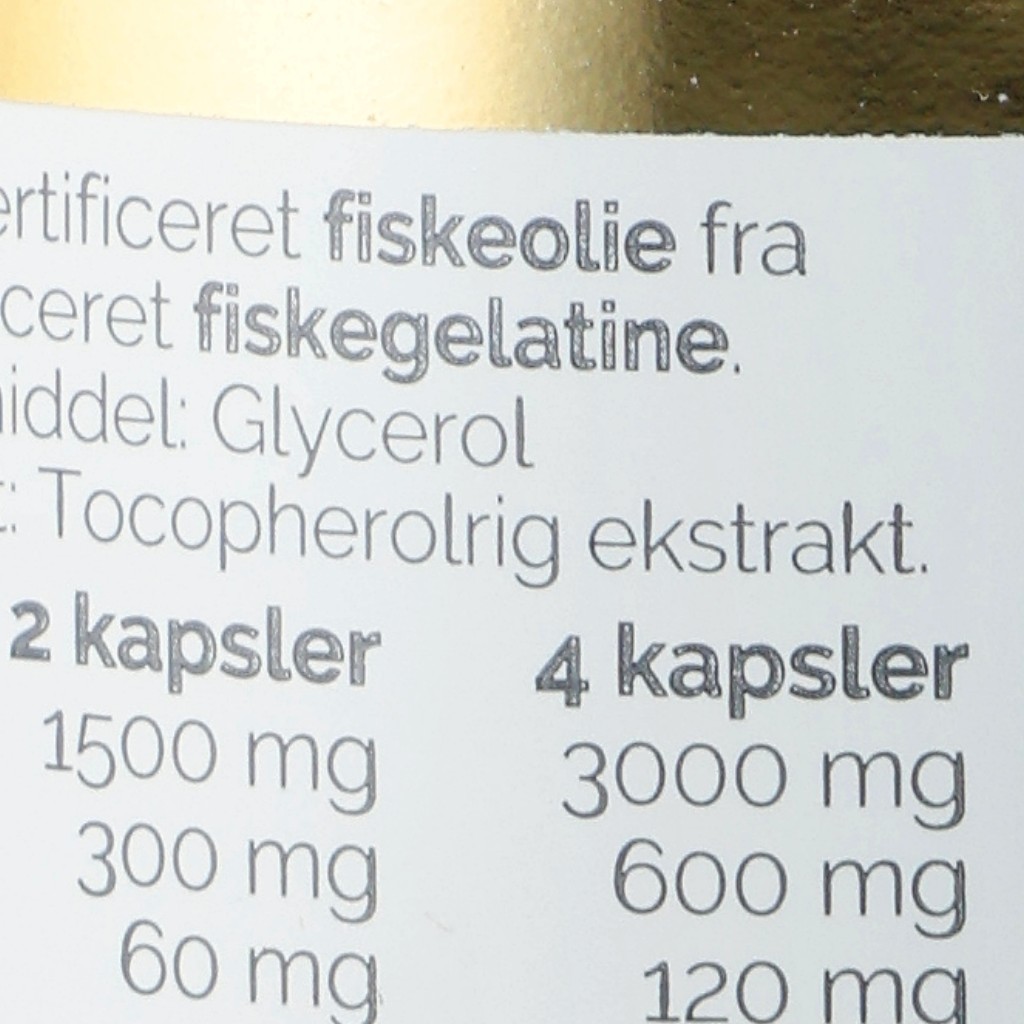 ertificeret fiskeolie fra
ceret fiskegelatine.
iddel: Glycerol
: Tocopherolrig ekstrakt.
2 kapsler 4 kapsler
1500 mg 3000 mg
300 mg 600 mg
60 mg 120 mg